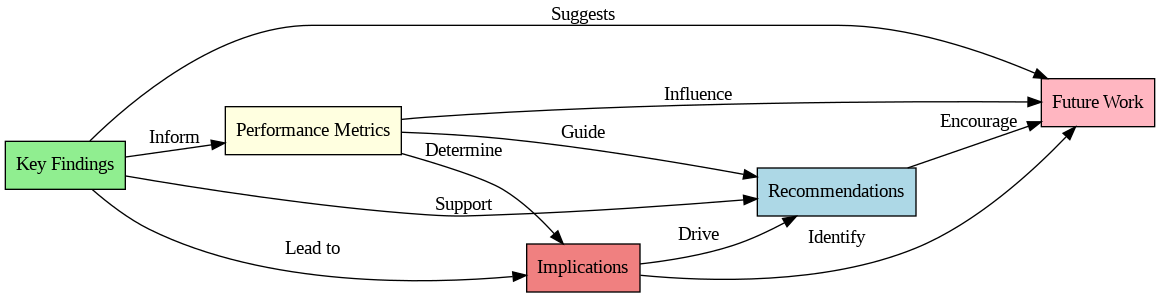 Suggests
Influence
Future Work
Inform
Performance Metrics
Guide
Encourage
Determine
Key Findings
Support
Recommendations
Lead to
Drive
Identify
Implications